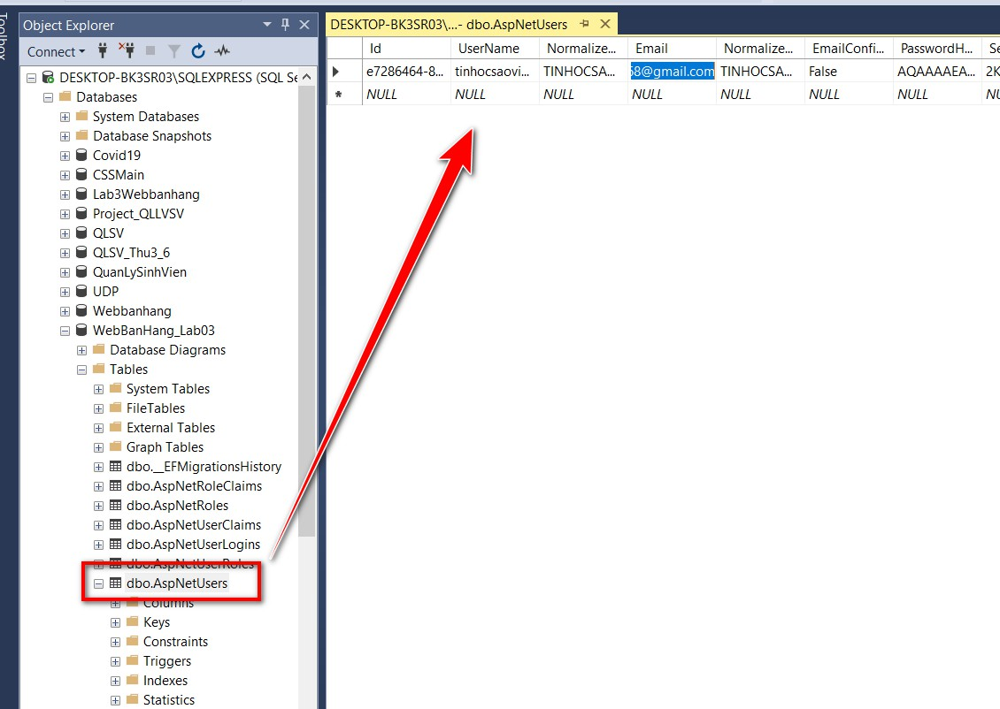 Toolbox
Object Explorer
Connect
DESKTOP-BK3SR03\SQLEXPRESS (SQL Se
Databases
System Databases
Database Snapshots
Covid19
CSSMain
Lab3Webbanhang
Project_QLLVSV
QLSV
QLSV_Thu3_6
QuanLySinhVien
UDP
Webbanhang
WebBanHang_Lab03
Database Diagrams
Tables
System Tables
FileTables
External Tables
Graph Tables
dbo.__EFMigrationsHistory
dbo.AspNetRoleClaims
dbo.AspNetRoles
dbo.AspNetUserClaims
dbo.AspNetUserLogins
dbo.AspNetUserRoles
dbo.AspNetUsers
Columns
Keys
Constraints
Triggers
Indexes
Statistics
DESKTOP-BK3SR03\...- dbo.AspNetUsers
Id UserName Normalize... Email Normalize... EmailConfi... PasswordH... Se
e7286464-8... tinhocsaovi... TINHOCSA... 58@gmail.com TINHOCSA... False AQAAAAEA... 2K
NULL NULL NULL NULL NULL NULL NULL NU